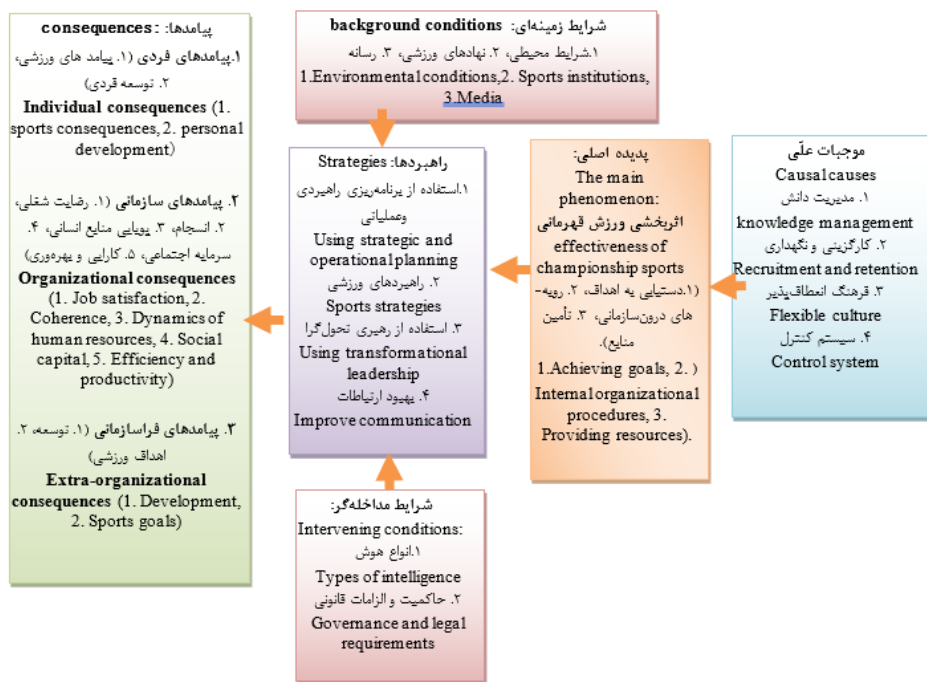 consequences: پیامدها:
۱.پیامدهای فردی (۱. پیامد های ورزشی،
۲. توسعه فردی)
Individual consequences (1.
sports consequences, 2. personal
development)
۲. پیامدهای سازمانی (۱. رضایت شغلی،
۲. انسجام، ۳. پویایی منابع انسانی، ۴.
سرمایه اجتماعی، ۵. کارایی و بهره‌وری)
Organizational consequences
(1. Job satisfaction, 2.
Coherence, 3. Dynamics of
human resources, 4. Social
capital, 5. Efficiency and
productivity)
۳. پیامدهای فراسازمانی (۱. توسعه، ۲.
اهداف ورزشی)
Extra-organizational
consequences (1. Development,
2. Sports goals)
background conditions شرایط زمینه‌ای:
۱.شرایط محیطی، ۲. نهادهای ورزشی، ۳. رسانه
1.Environmental conditions,2. Sports institutions,
3.Media
Strategies راهبردها:
۱.استفاده از برنامه‌ریزی راهبردی
وعملیاتی
Using strategic and
operational planning
۲. راهبردهای ورزشی
Sports strategies
۳. استفاده از رهبری تحول‌گرا
Using transformational
leadership
۴. بهبود ارتباطات
Improve communication
شرایط مداخله‌گر:
Intervening conditions:
۱.انواع هوش
Types of intelligence
۲. حاکمیت و الزامات قانونی
Governance and legal
requirements
پدیده اصلی:
The main
phenomenon:
اثربخشی ورزش قهرمانی
effectiveness of
championship sports
(۱.دستیابی به اهداف، ۲. رویه-
های درون‌سازمانی، ۳. تأمین
منابع).
1.Achieving goals, 2. )
Internal organizational
procedures, 3.
Providing resources).
موجبات علّی
Causal causes
۱. مدیریت دانش
knowledge management
۲. کارگزینی و نگهداری
Recruitment and retention
۳. فرهنگ انعطاف‌پذیر
Flexible culture
۴. سیستم کنترل
Control system